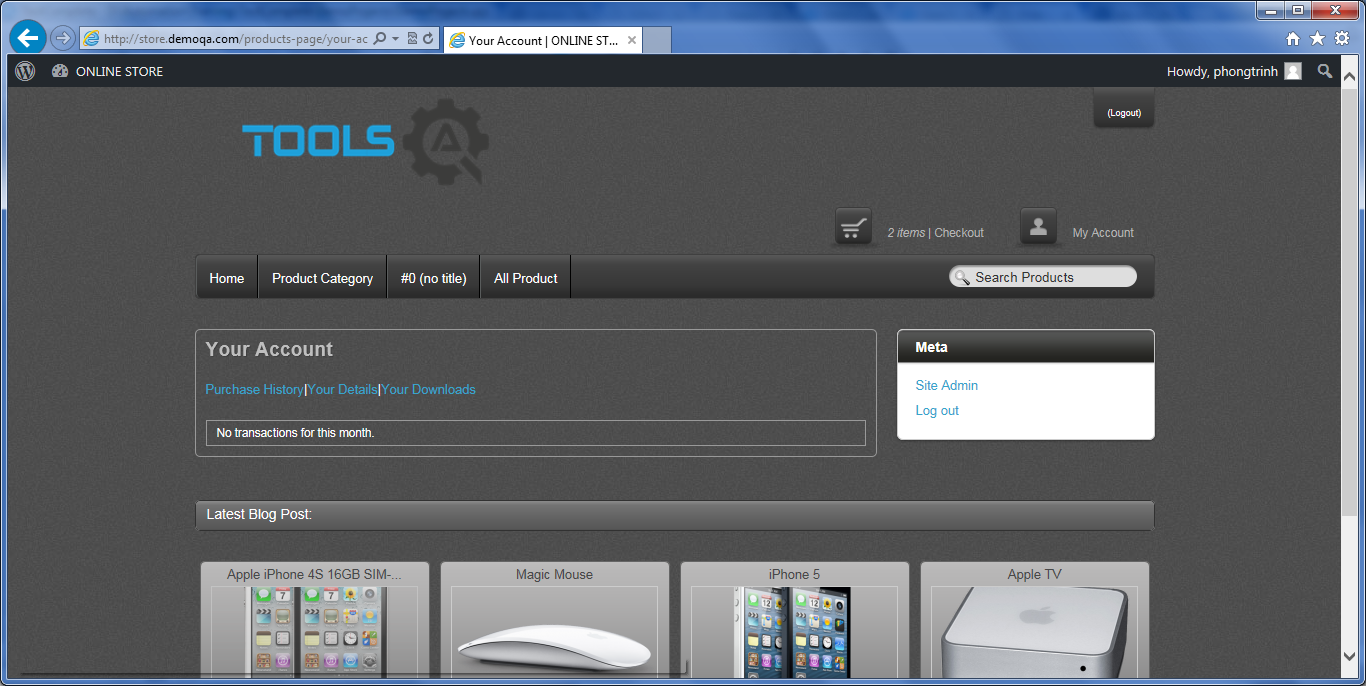 http://store.demoqa.com/products-page/your-ac
Your Account | ONLINE ST...
ONLINE STORE
Howdy, phongtrinh
(Logout)
TOOLS
2 items | Checkout
My Account
Home
Product Category
#0 (no title)
All Product
Search Products
Your Account
Purchase History|Your Details|Your Downloads
No transactions for this month.
Meta
Site Admin
Log out
Latest Blog Post:
Apple iPhone 4S 16GB SIM-...
Magic Mouse
iPhone 5
Apple TV